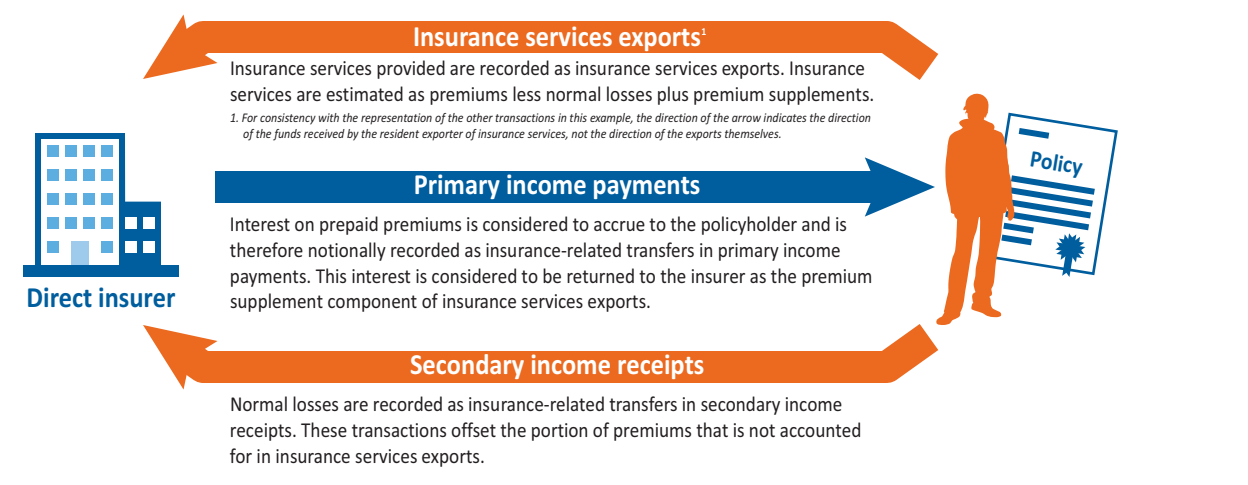 Insurance services exports¹
Insurance services provided are recorded as insurance services exports. Insurance
services are estimated as premiums less normal losses plus premium supplements.
1. For consistency with the representation of the other transactions in this example, the direction of the arrow indicates the direction
of the funds received by the resident exporter of insurance services, not the direction of the exports themselves.
Policy
Primary income payments
Interest on prepaid premiums is considered to accrue to the policyholder and is
therefore notionally recorded as insurance-related transfers in primary income
payments. This interest is considered to be returned to the insurer as the premium
supplement component of insurance services exports.
Direct insurer
Secondary income receipts
Normal losses are recorded as insurance-related transfers in secondary income
receipts. These transactions offset the portion of premiums that is not accounted
for in insurance services exports.